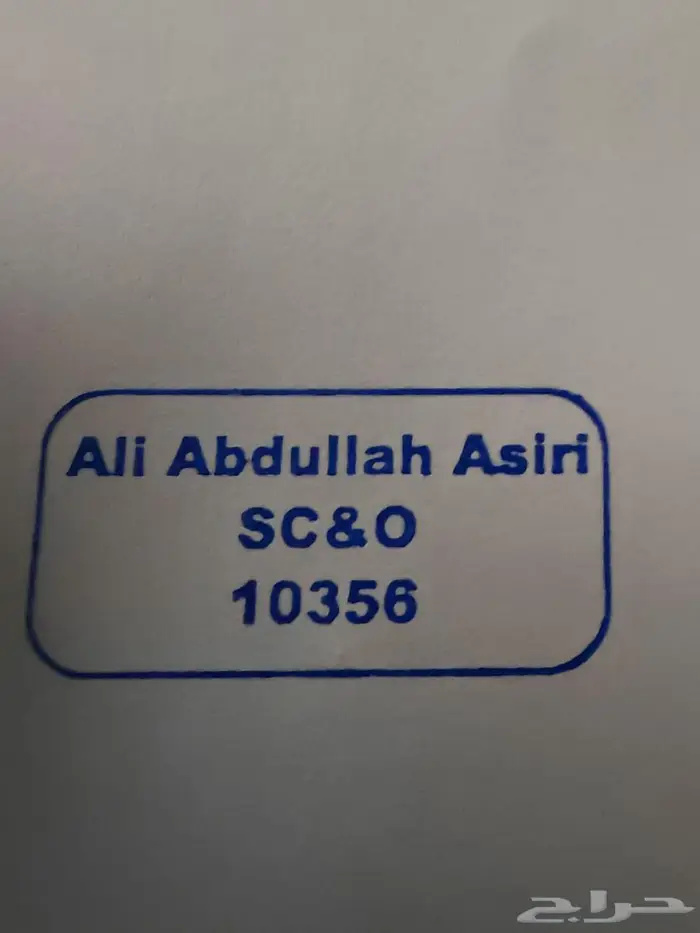 Ali Abdullah Asiri
SC&O
10356
حراج